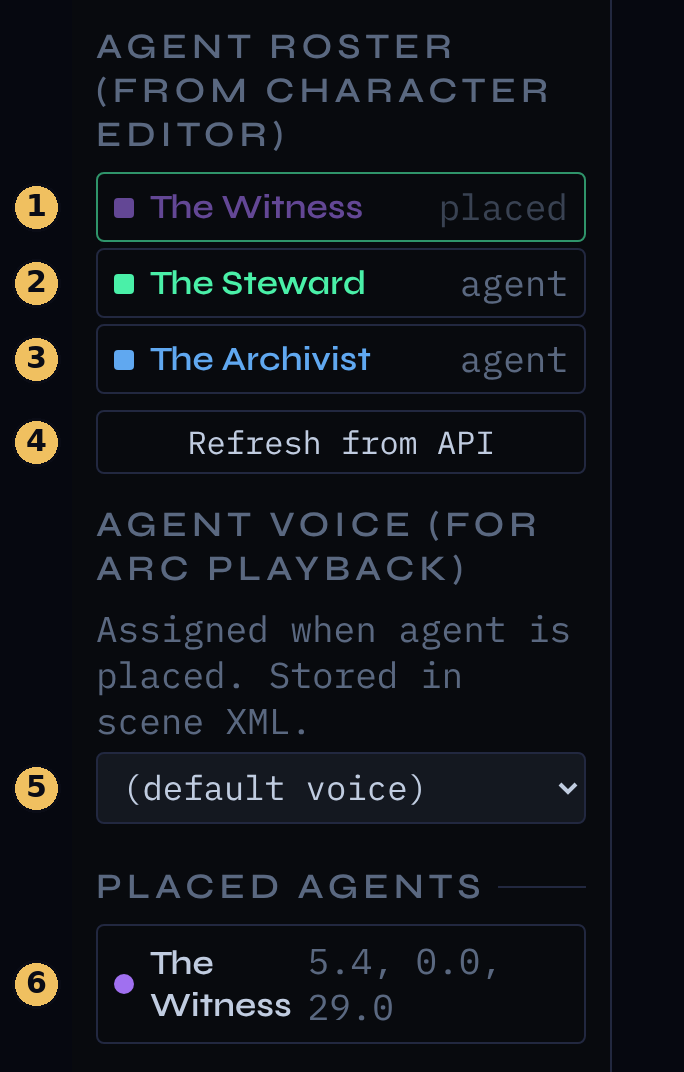 AGENT ROSTER
(FROM CHARACTER
EDITOR)
1 The Witness placed
2 The Steward agent
3 The Archivist agent
4 Refresh from API
AGENT VOICE (FOR
ARC PLAYBACK)
Assigned when agent is
placed. Stored in
scene XML.
5 (default voice)
PLACED AGENTS
6 The Witness 5.4, 0.0, 29.0